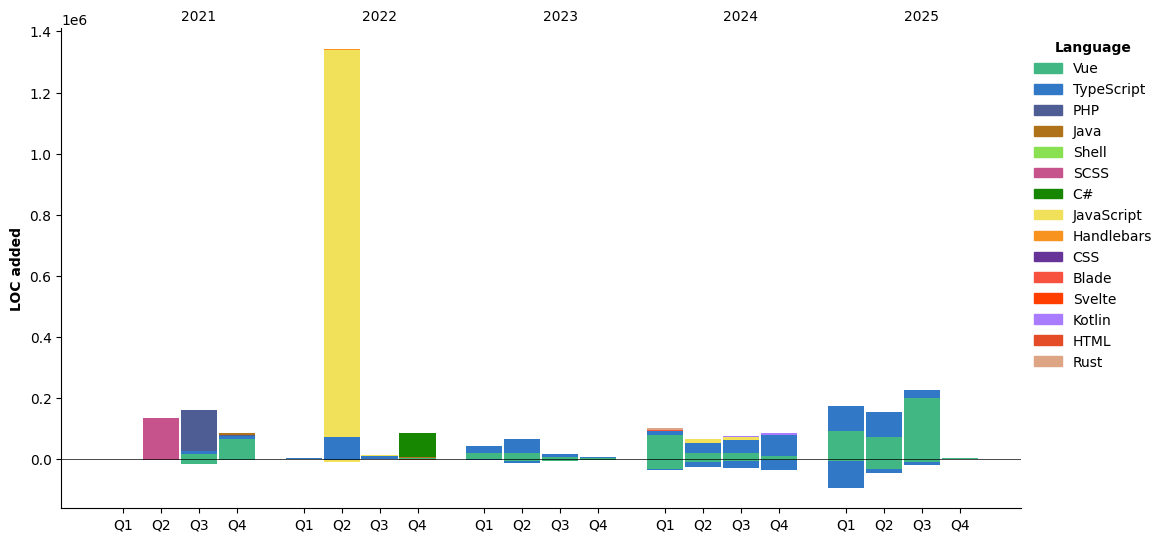 1e6
2021 2022 2023 2024 2025
LOC added
1.4
1.2
1.0
0.8
0.6
0.4
0.2
0.0
Q1 Q2 Q3 Q4 Q1 Q2 Q3 Q4 Q1 Q2 Q3 Q4 Q1 Q2 Q3 Q4 Q1 Q2 Q3 Q4
Language
Vue
TypeScript
PHP
Java
Shell
SCSS
C#
JavaScript
Handlebars
CSS
Blade
Svelte
Kotlin
HTML
Rust